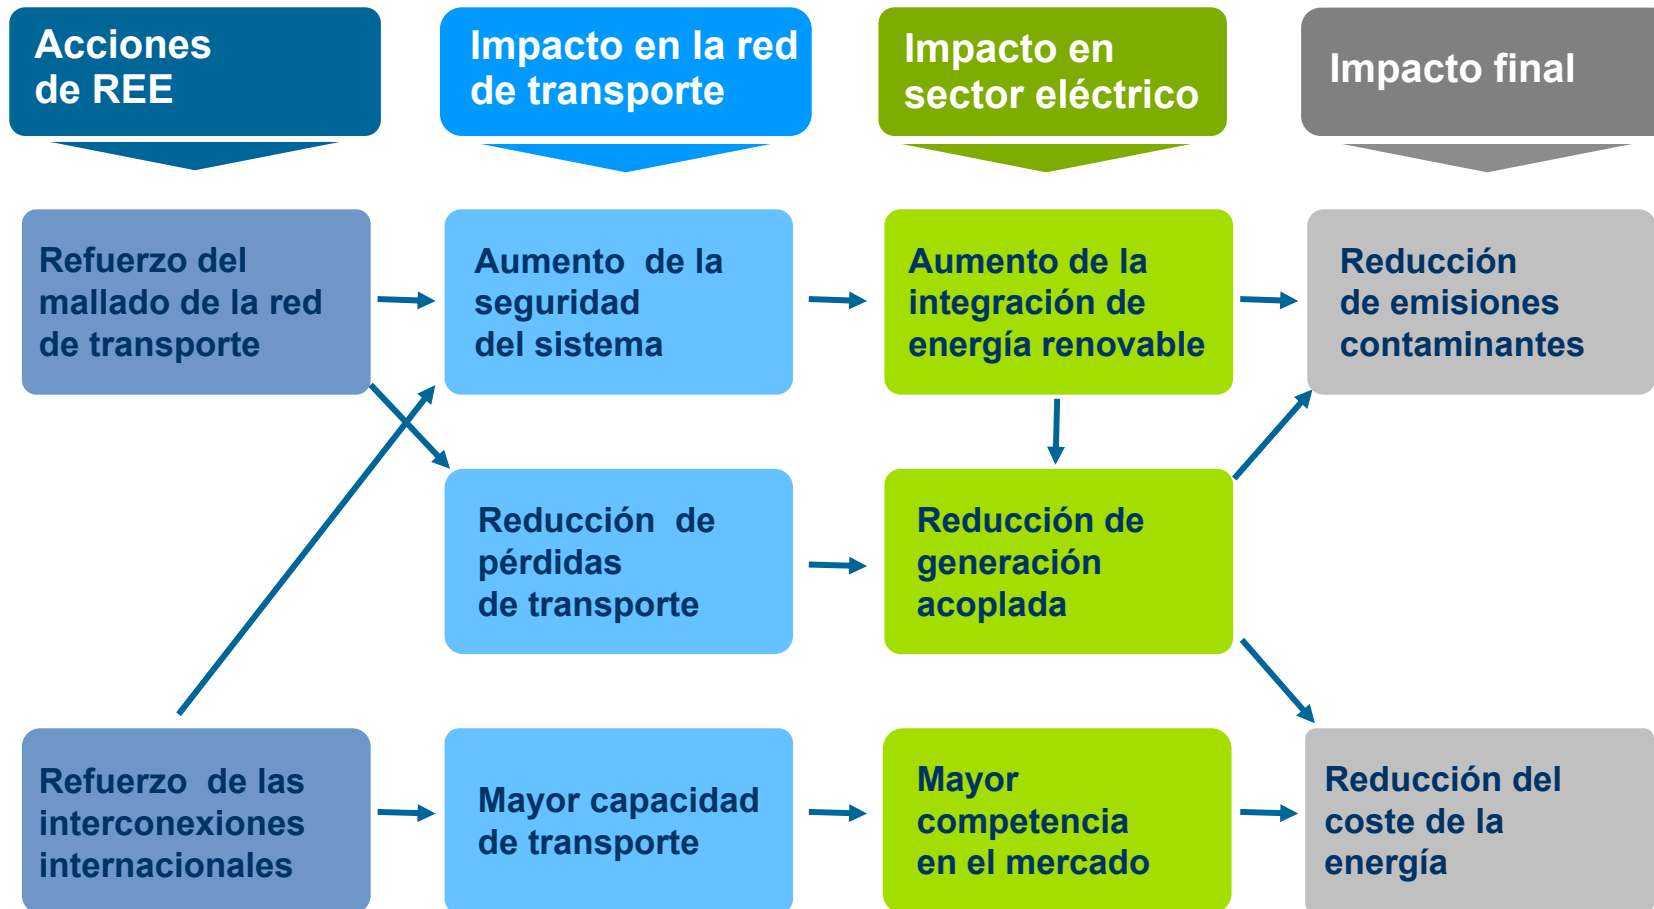 Acciones
de REE
Impacto en la red
de transporte
Impacto en
sector eléctrico
Impacto final
Refuerzo del
mallado de la red
de transporte
Aumento de la
seguridad
del sistema
Aumento de la
integración de
energía renovable
Reducción
de emisiones
contaminantes
Reducción de
pérdidas
de transporte
Reducción de
generación
acoplada
Refuerzo de las
interconexiones
internacionales
Mayor capacidad
de transporte
Mayor
competencia
en el mercado
Reducción del
coste de la
energía